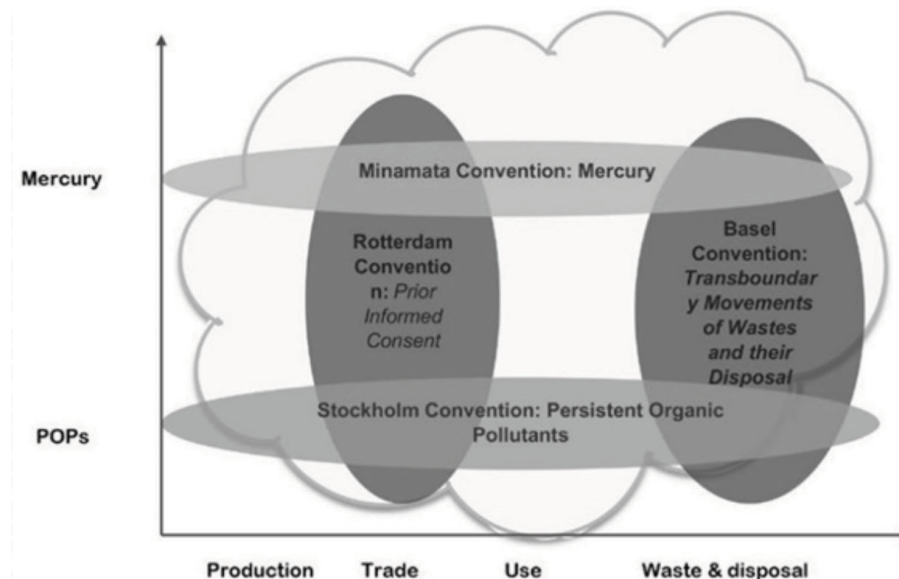 Mercury
Minamata Convention: Mercury
Rotterdam
Conventio
n: Prior
Informed
Consent
Basel
Convention:
Transboundar
y Movements
of Wastes
and their
Disposal
POPs
Stockholm Convention: Persistent Organic
Pollutants
Production
Trade
Use
Waste & disposal